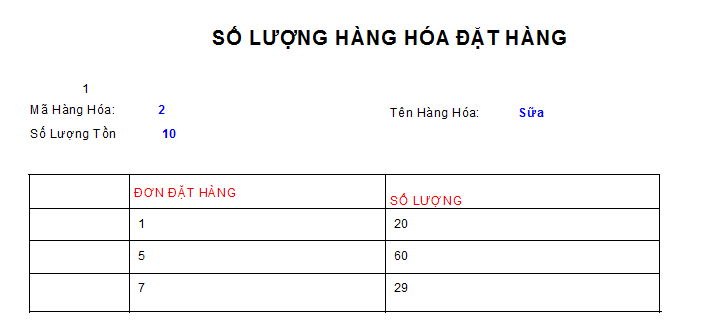 SỐ LƯỢNG HÀNG HÓA ĐẶT HÀNG
1
Mã Hàng Hóa: 2 Tên Hàng Hóa: Sữa
Số Lượng Tồn 10
ĐƠN ĐẶT HÀNG SỐ LƯỢNG
1 20
5 60
7 29